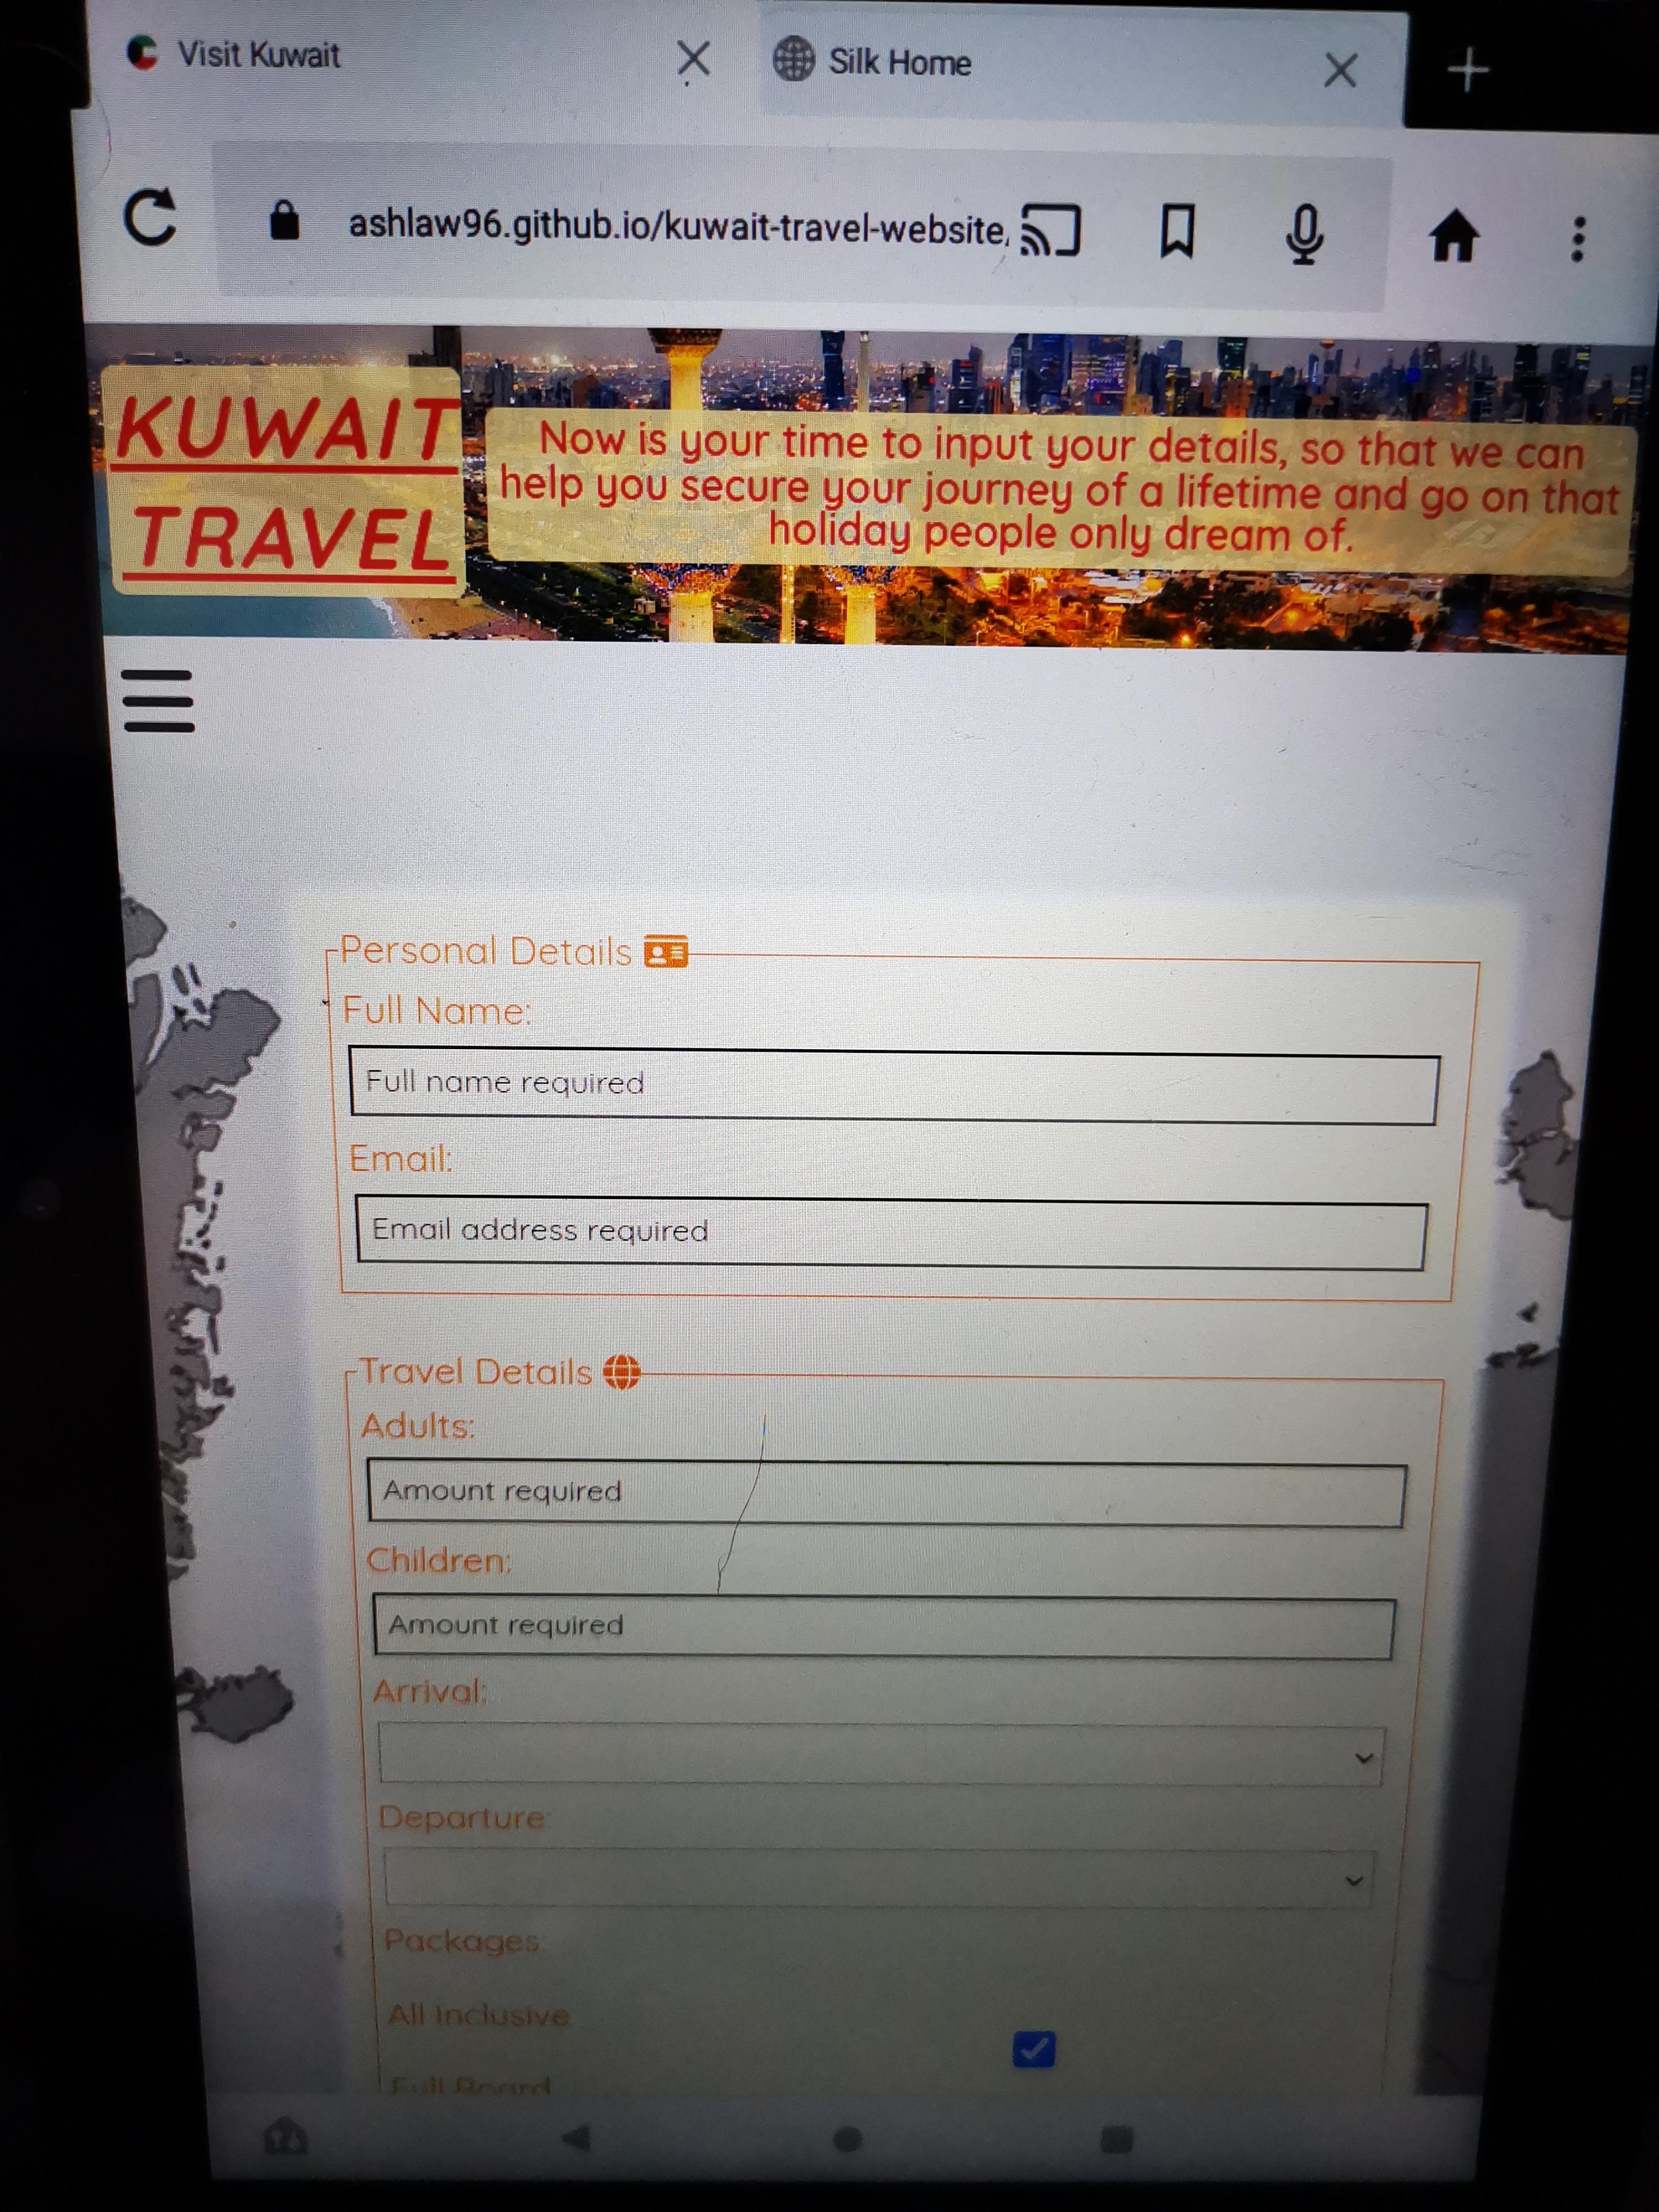 Visit Kuwait
Silk Home
ashlaw96.github.io/kuwait-travel-website/
KUWAIT
TRAVEL
Now is your time to input your details, so that we can
help you secure your journey of a lifetime and go on that
holiday people only dream of.
Personal Details
Full Name:
Full name required
Email:
Email address required
Travel Details
Adults:
Amount required
Children:
Amount required
Arrival:
Departure:
Packages:
All Inclusive
Full Board